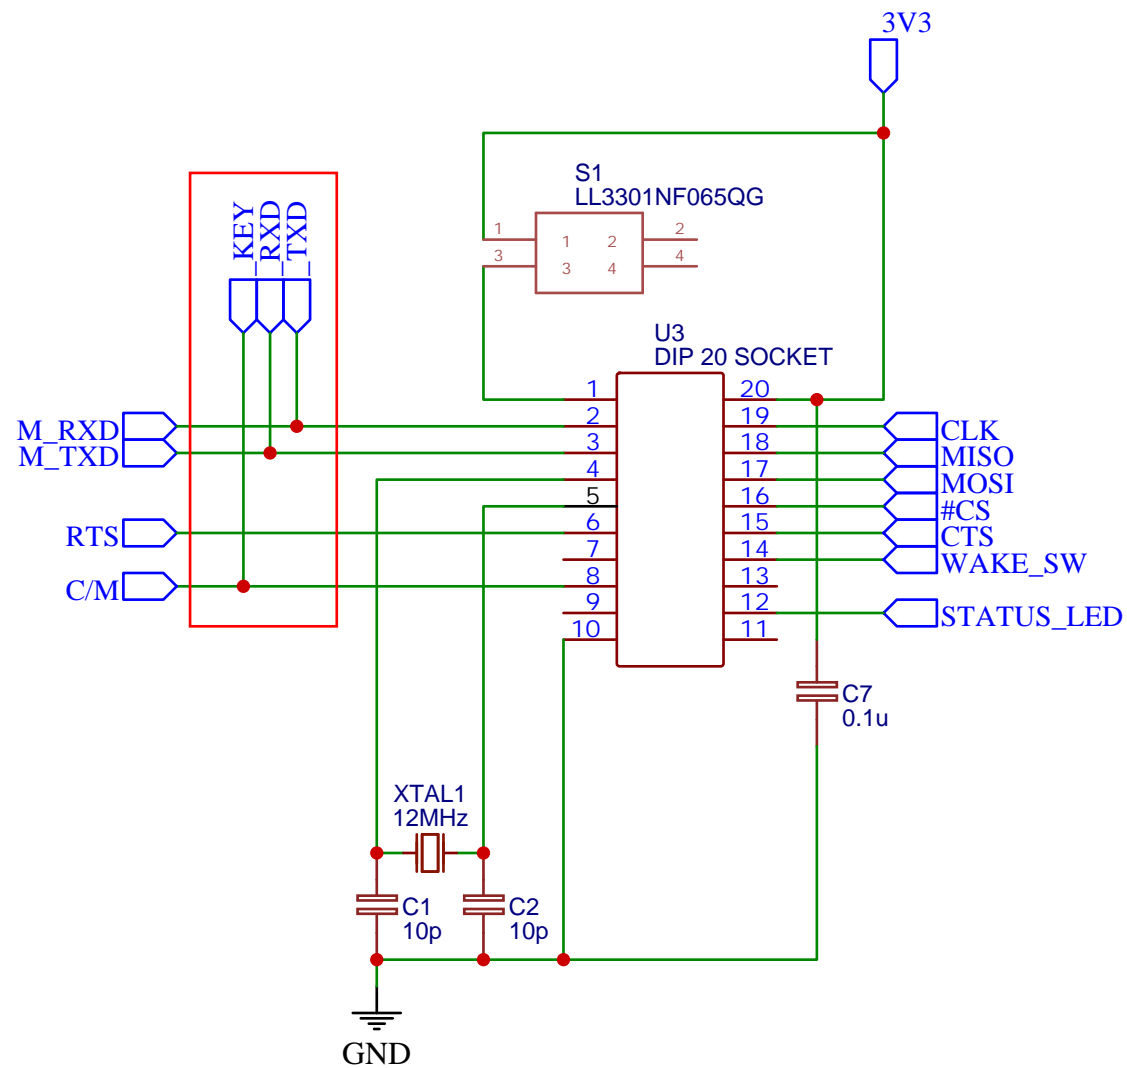 3V3
S1
LL3301NF065QG
1
2
3
4
1 2
3 4
_KEY
_RXD
_TXD
U3
DIP 20 SOCKET
1
2
3
4
5
6
7
8
9
10
20
19
18
17
16
15
14
13
12
11
M_RXD
M_TXD
RTS
C/M
CLK
MISO
MOSI
#CS
CTS
WAKE_SW
STATUS_LED
C7
0.1u
XTAL1
12MHz
C1
10p
C2
10p
GND